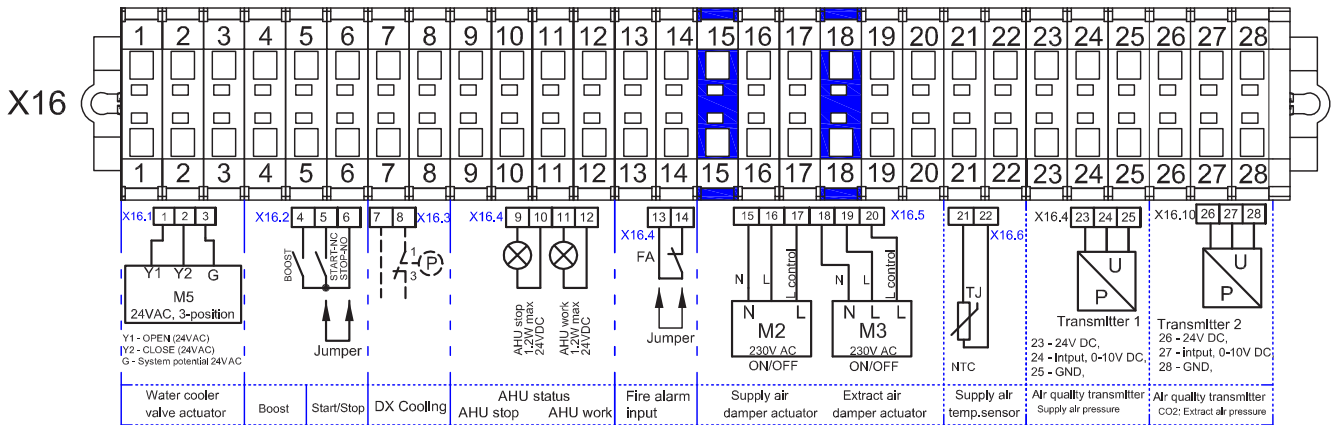 1 2 3 4 5 6 7 8 9 10 11 12 13 14 15 16 17 18 19 20 21 22 23 24 25 26 27 28
X16
1 2 3 4 5 6 7 8 9 10 11 12 13 14 15 16 17 18 19 20 21 22 23 24 25 26 27 28
X16.1 1 2 3
X16.2 4 5 6
7 8 X16.3
X16.4 9 10 11 12
13 14
X16.4
15 16 17 18 19 20 X16.5
21 22
X16.6
X16.4 23 24 25
X16.10 26 27 28
Y1 Y2 G
M5
24VAC, 3-position
Y1 - OPEN (24VAC)
Y2 - CLOSE (24VAC)
G - System potential 24VAC
BOOST
START-NC
STOP-NO
Jumper
1
P
3
AHU stop
1.2W max
24VDC
AHU work
1.2W max
24VDC
FA
Jumper
N L L control
N L
M2
230V AC
ON/OFF
N L L control
N L L
M3
230V AC
ON/OFF
TJ
NTC
U
P
Transmitter 1
23 - 24V DC,
24 - Intput, 0-10V DC,
25 - GND,
U
P
Transmitter 2
26 - 24V DC,
27 - intput, 0-10V DC
28 - GND,
Water cooler
valve actuator
Boost
Start/Stop
DX Cooling
AHU status
AHU stop AHU work
Fire alarm
input
Supply air
damper actuator
Extract air
damper actuator
Supply air
temp.sensor
Air quality transmitter
Supply air pressure
Air quality transmitter
CO2; Extract air pressure